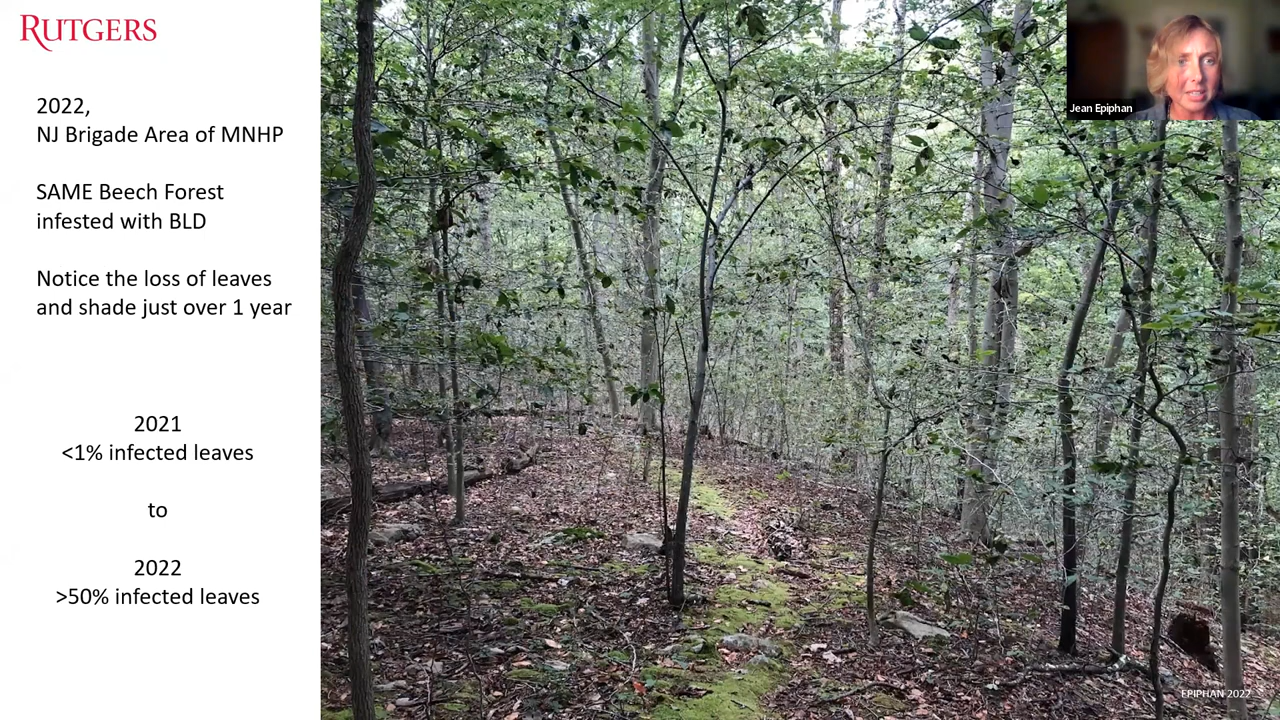 RUTGERS
2022,
NJ Brigade Area of MNHP
SAME Beech Forest
infested with BLD
Notice the loss of leaves
and shade just over 1 year
2021
<1% infected leaves
to
2022
>50% infected leaves
Jean Epiphan
EPIPHAN 2022